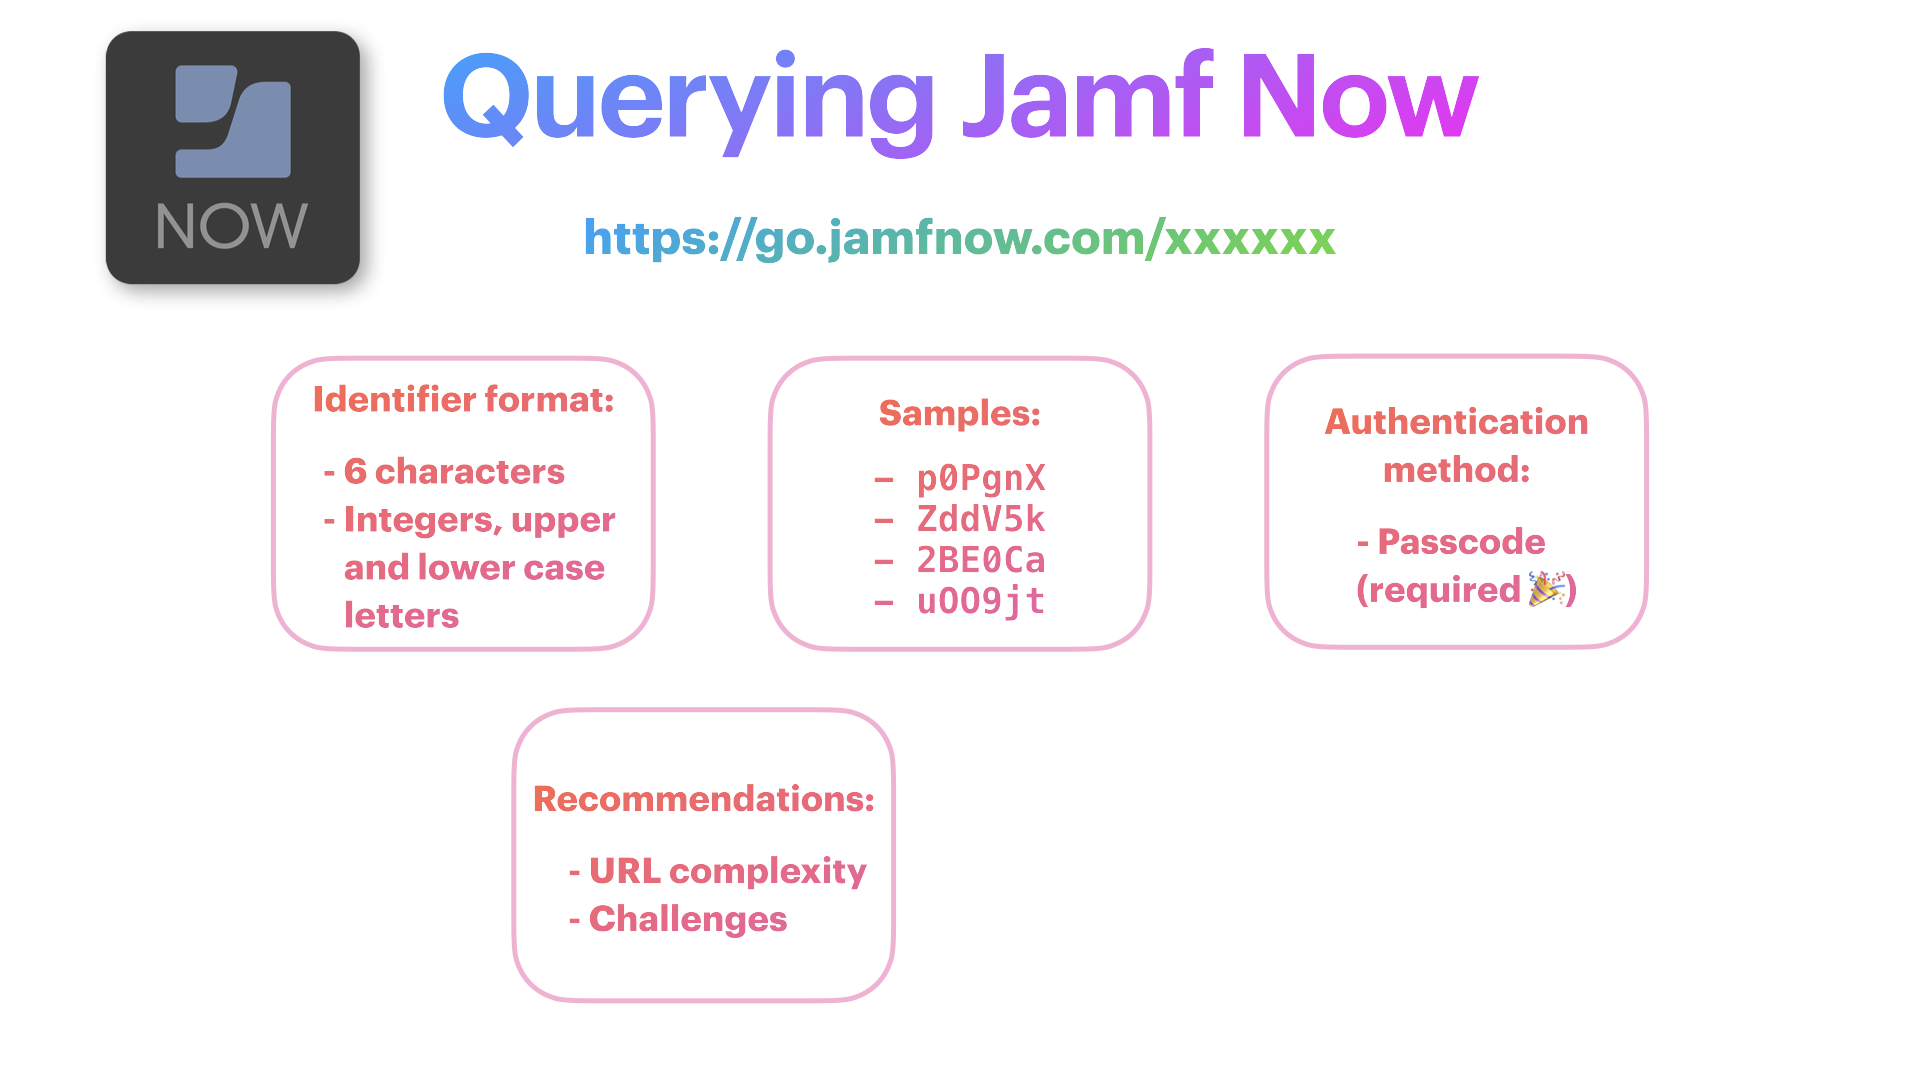 NOW
Querying Jamf Now
https://go.jamfnow.com/xxxxxx
Identifier format:
- 6 characters
- Integers, upper
and lower case
letters
Samples:
– p0PgnX
– ZddV5k
– 2BE0Ca
– uOO9jt
Authentication
method:
- Passcode
(required 🎉)
Recommendations:
- URL complexity
- Challenges